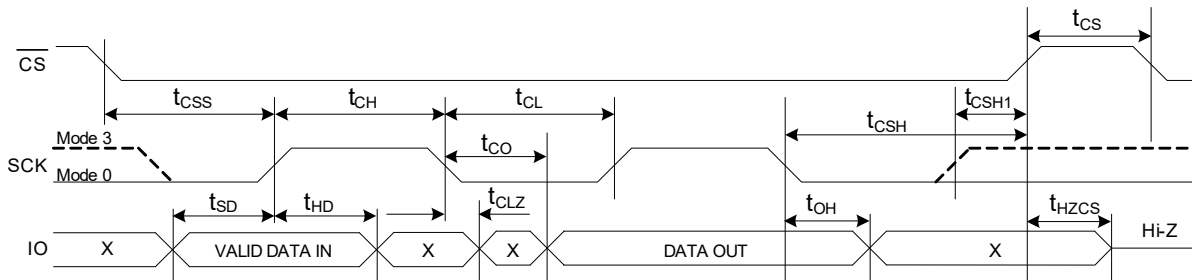 tCS
CS
tCSS tCH tCL tCSH1
tCSH
Mode 3
SCK
Mode 0
tCO
tSD tHD tCLZ tOH tHZCS
IO X VALID DATA IN X X DATA OUT X Hi-Z